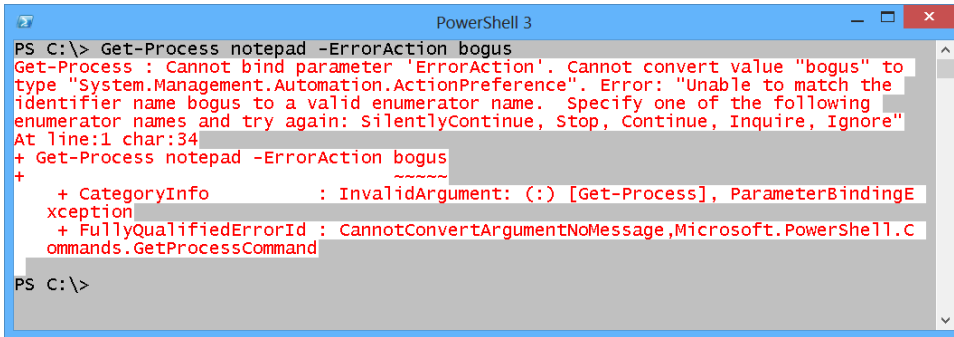 PowerShell 3
PS C:\> Get-Process notepad -ErrorAction bogus
Get-Process : Cannot bind parameter 'ErrorAction'. Cannot convert value "bogus" to
type "System.Management.Automation.ActionPreference". Error: "Unable to match the
identifier name bogus to a valid enumerator name.  Specify one of the following
enumerator names and try again: SilentlyContinue, Stop, Continue, Inquire, Ignore"
At line:1 char:34
+ Get-Process notepad -ErrorAction bogus
+                                  ~~~~~
    + CategoryInfo          : InvalidArgument: (:) [Get-Process], ParameterBindingE
   xception
    + FullyQualifiedErrorId : CannotConvertArgumentNoMessage,Microsoft.PowerShell.C
   ommands.GetProcessCommand
PS C:\>